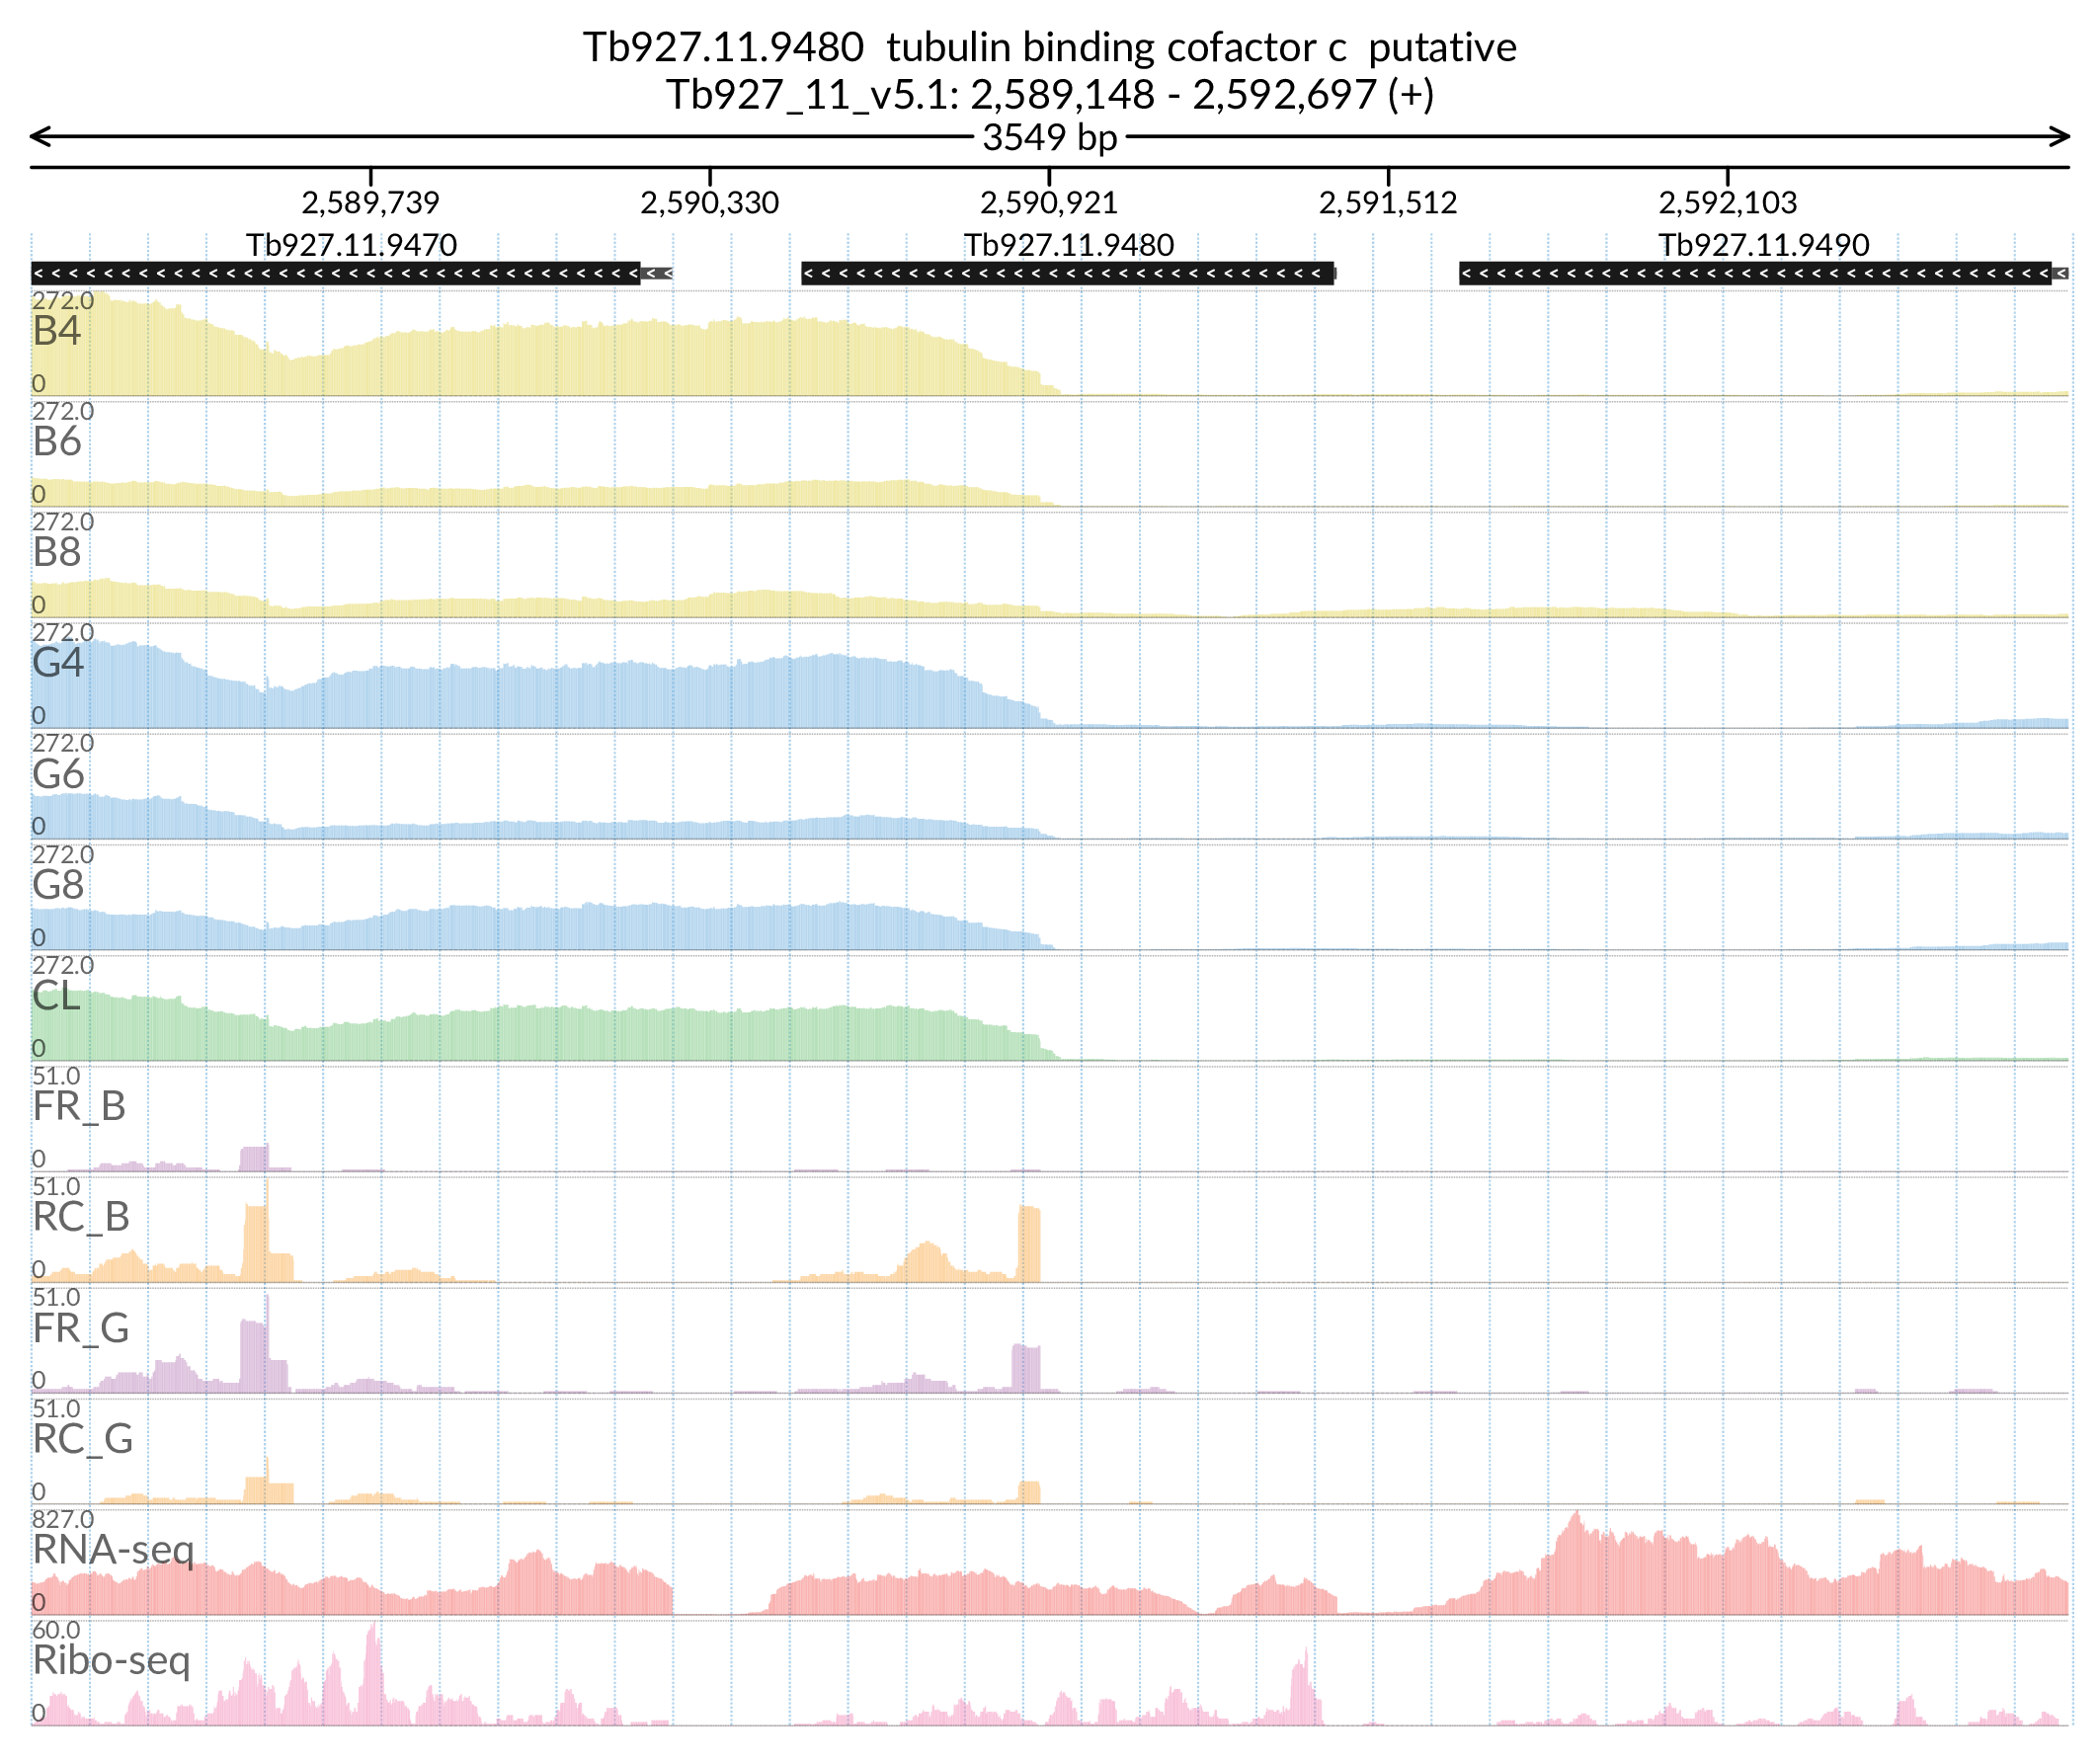 Tb927.11.9480 tubulin binding cofactor c putative
Tb927_11_v5.1: 2,589,148 - 2,592,697 (+)
3549 bp
2,589,739 2,590,330 2,590,921 2,591,512 2,592,103
Tb927.11.9470 Tb927.11.9480 Tb927.11.9490
272.0
B4
0
272.0
B6
0
272.0
B8
0
272.0
G4
0
272.0
G6
0
272.0
G8
0
272.0
CL
0
51.0
FR_B
0
51.0
RC_B
0
51.0
FR_G
0
51.0
RC_G
0
827.0
RNA-seq
0
60.0
Ribo-seq
0